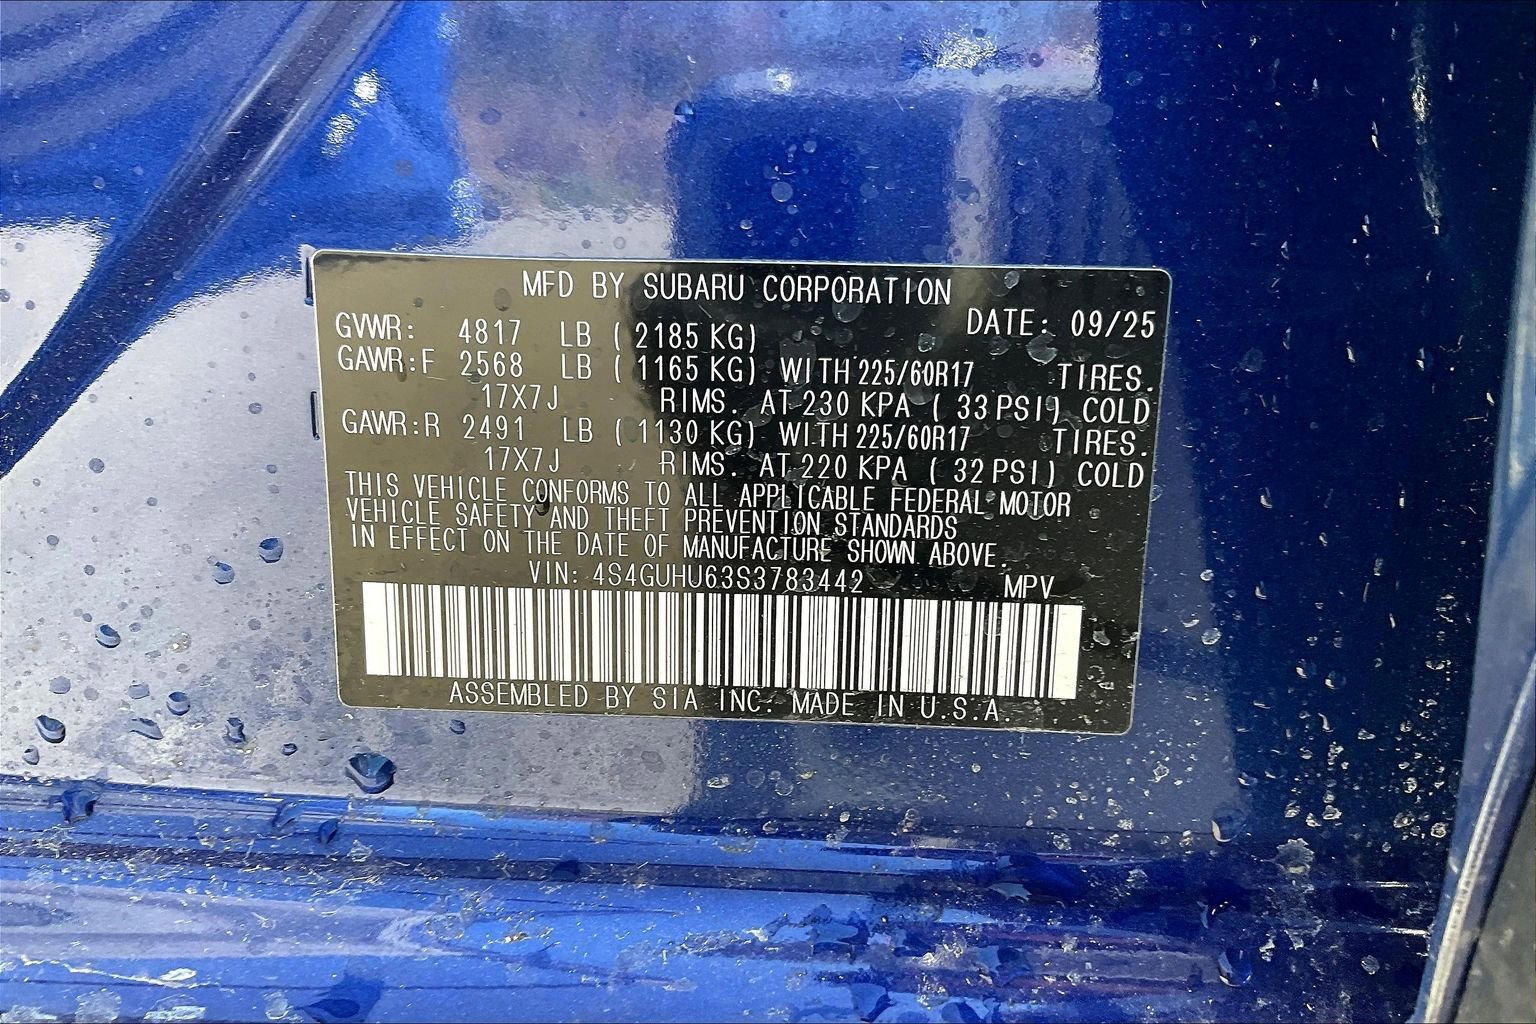 MFD BY SUBARU CORPORATION
GVWR: 4817 LB ( 2185 KG) DATE: 09/25
GAWR:F 2568 LB ( 1165 KG) WITH 225/60R17 TIRES.
17X7J RIMS. AT 230 KPA ( 33 PSI) COLD
GAWR:R 2491 LB ( 1130 KG) WITH 225/60R17 TIRES.
17X7J RIMS. AT 220 KPA ( 32 PSI) COLD
THIS VEHICLE CONFORMS TO ALL APPLICABLE FEDERAL MOTOR
VEHICLE SAFETY AND THEFT PREVENTION STANDARDS
IN EFFECT ON THE DATE OF MANUFACTURE SHOWN ABOVE.
VIN: 4S4GUHU63S3783442 MPV
ASSEMBLED BY SIA INC. MADE IN U.S.A.